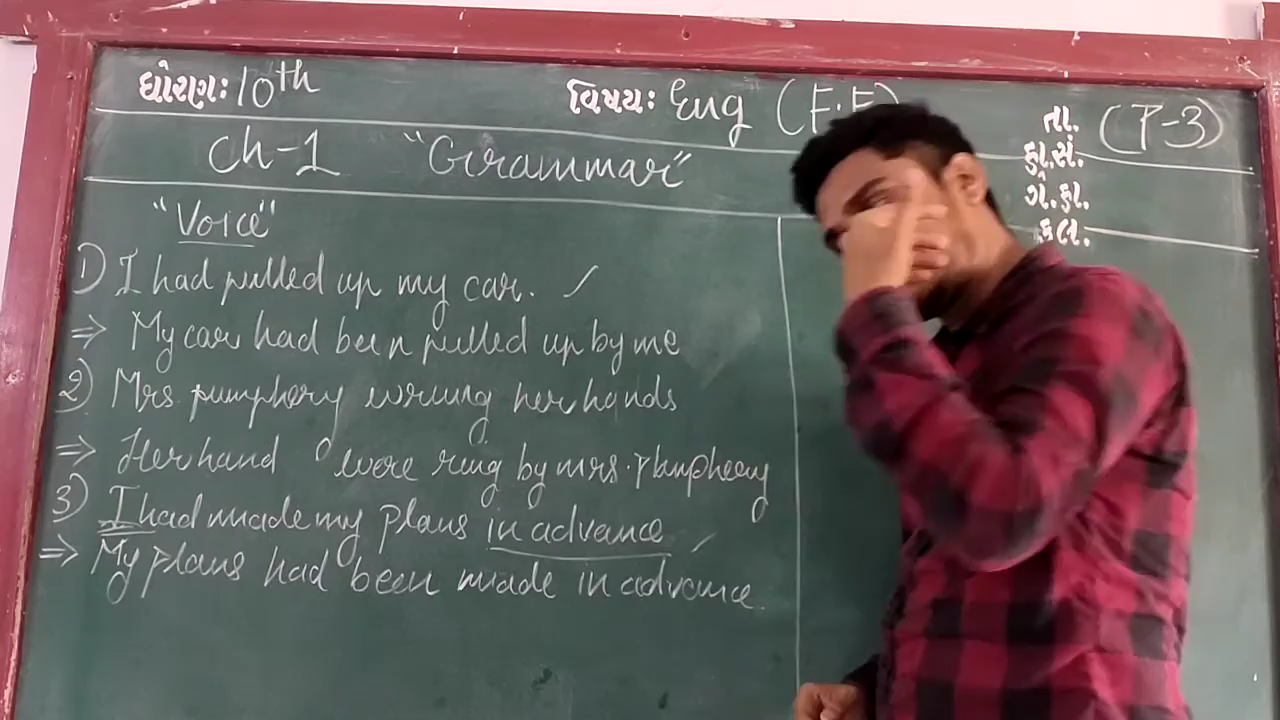 ધોરણ: 10th વિષય: Eng (F.F) તા. (P-3)
Ch-1 "Grammar" ફા.સં.
ગે.ફા.
"Voice" કલ.
1) I had pulled up my car. ✓
⇒ My car had been pulled up by me
2) Mrs pumphery wrung her hands
⇒ Her hand were rung by mrs.
3) I had made my plans in advance ✓
⇒ My plans had been made in advance.